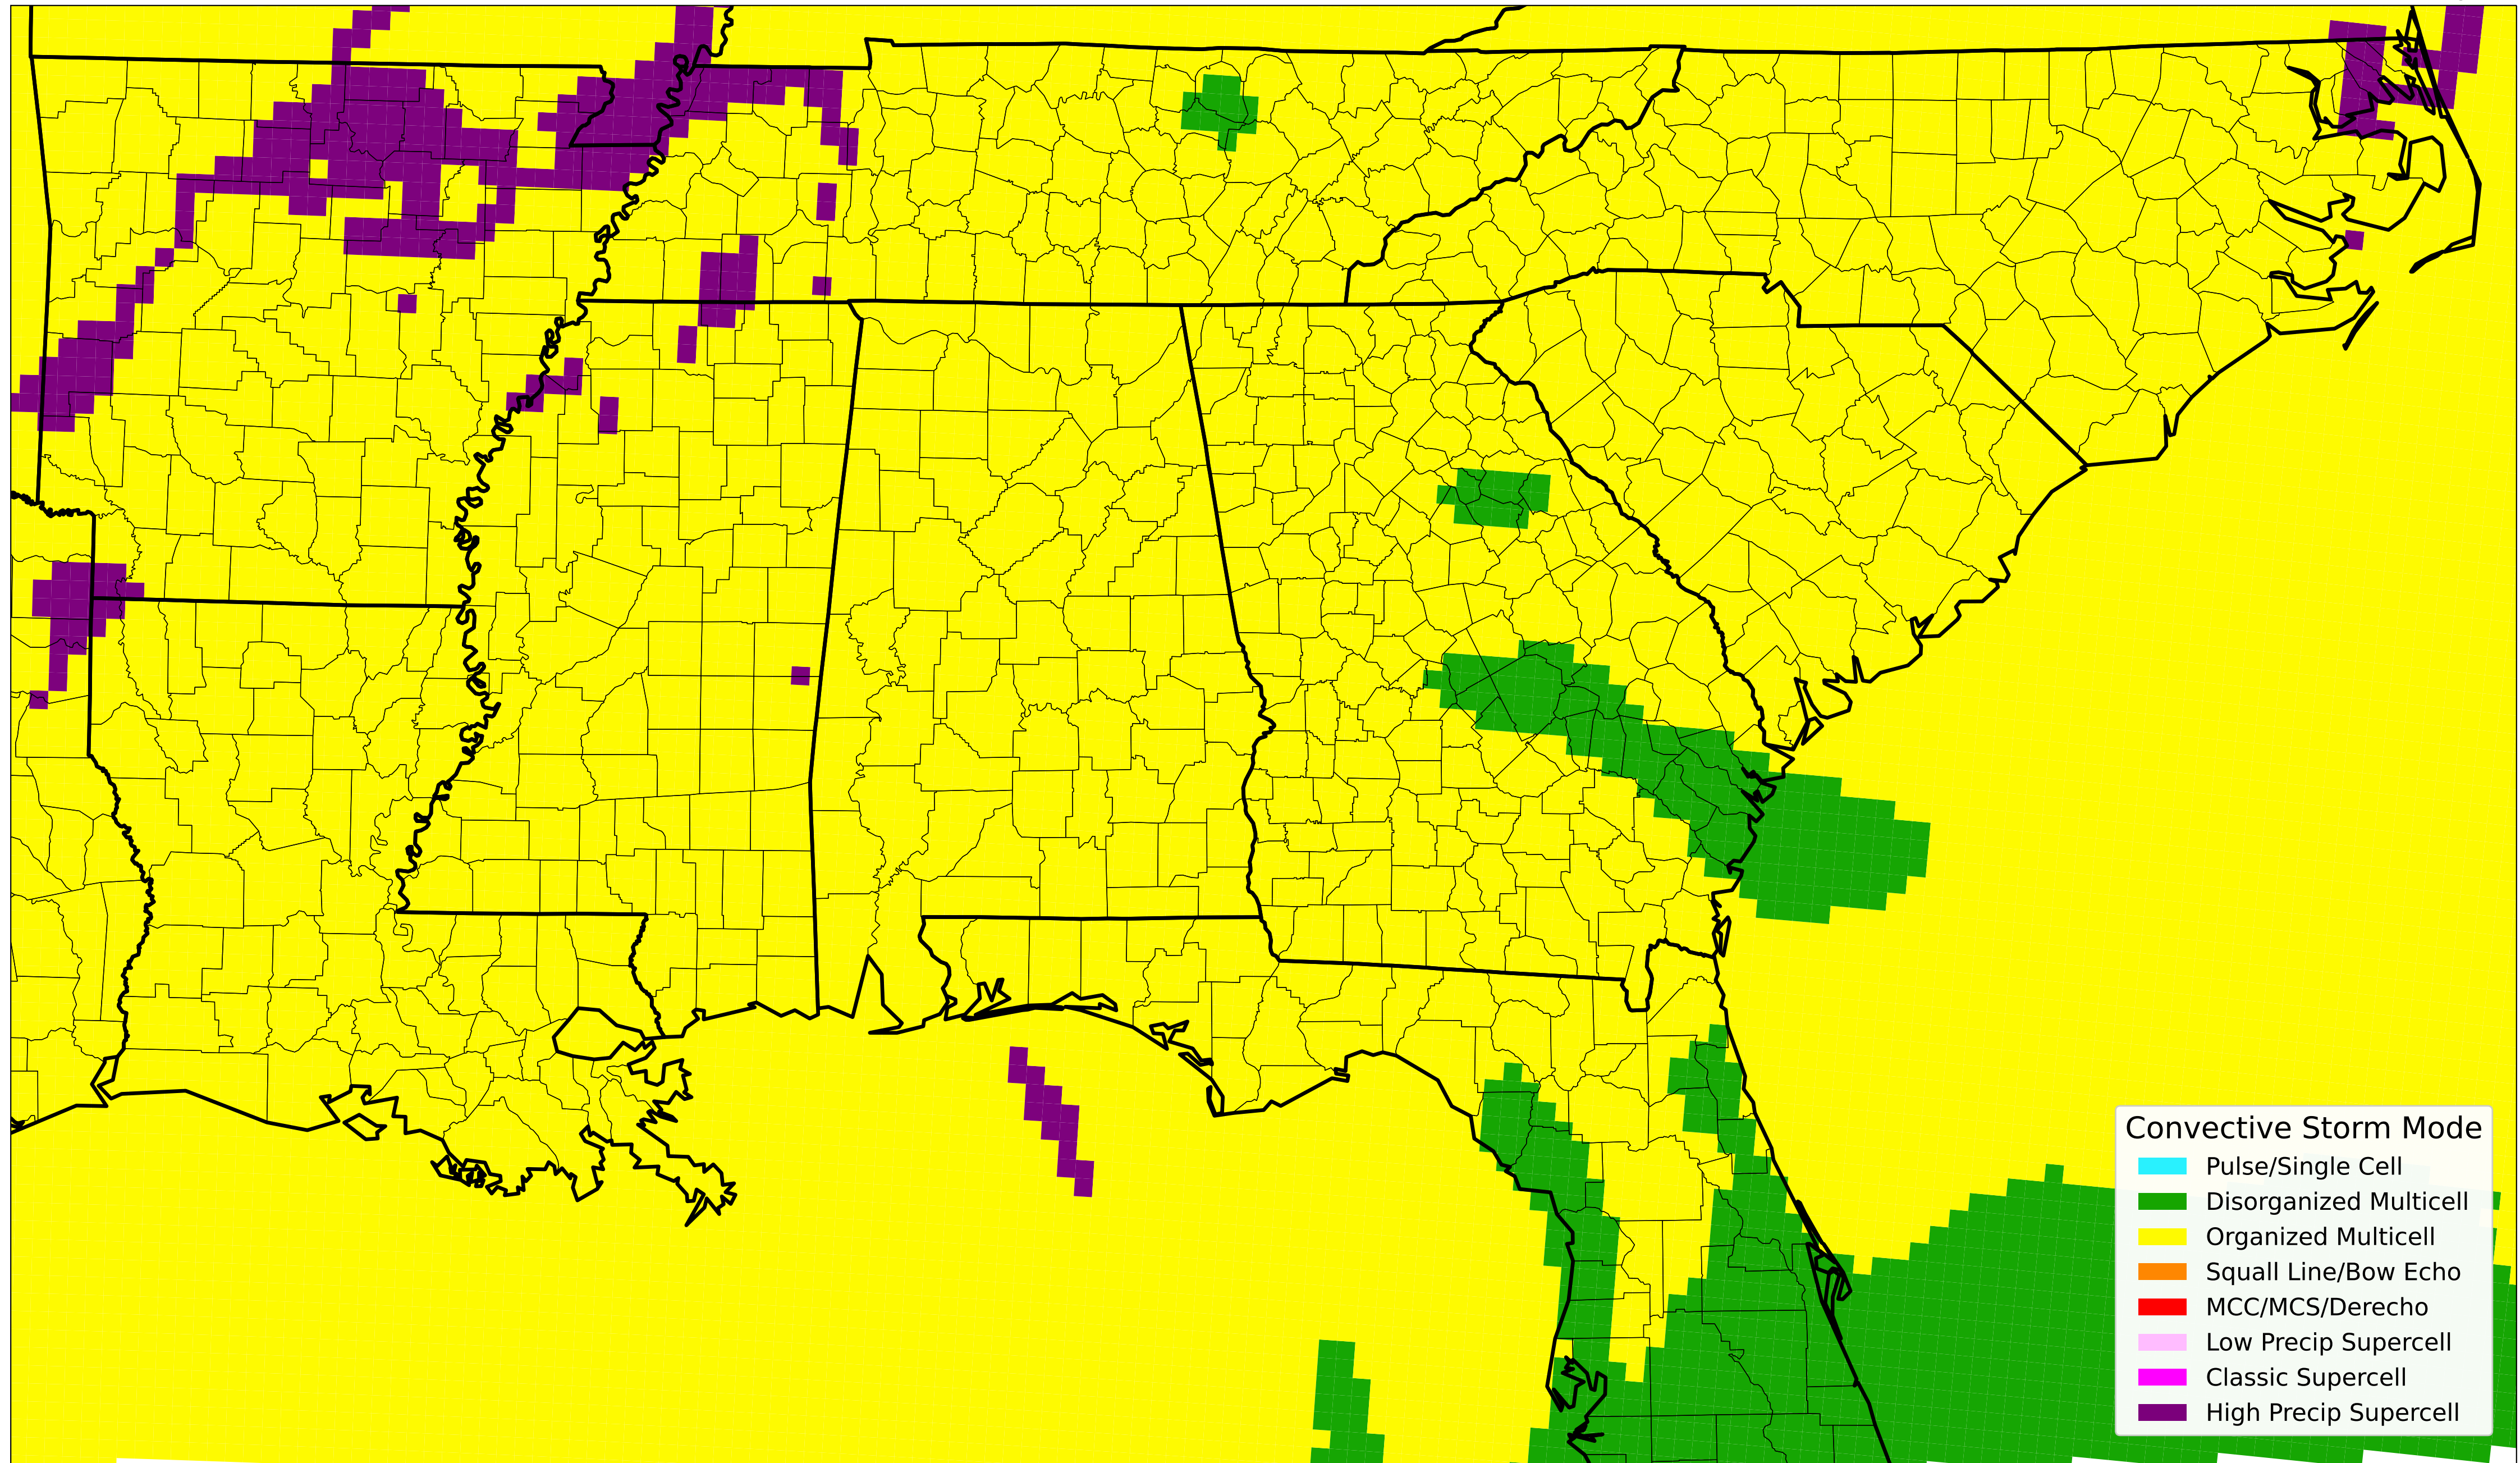 Convective Storm Mode
Pulse/Single Cell
Disorganized Multicell
Organized Multicell
Squall Line/Bow Echo
MCC/MCS/Derecho
Low Precip Supercell
Classic Supercell
High Precip Supercell